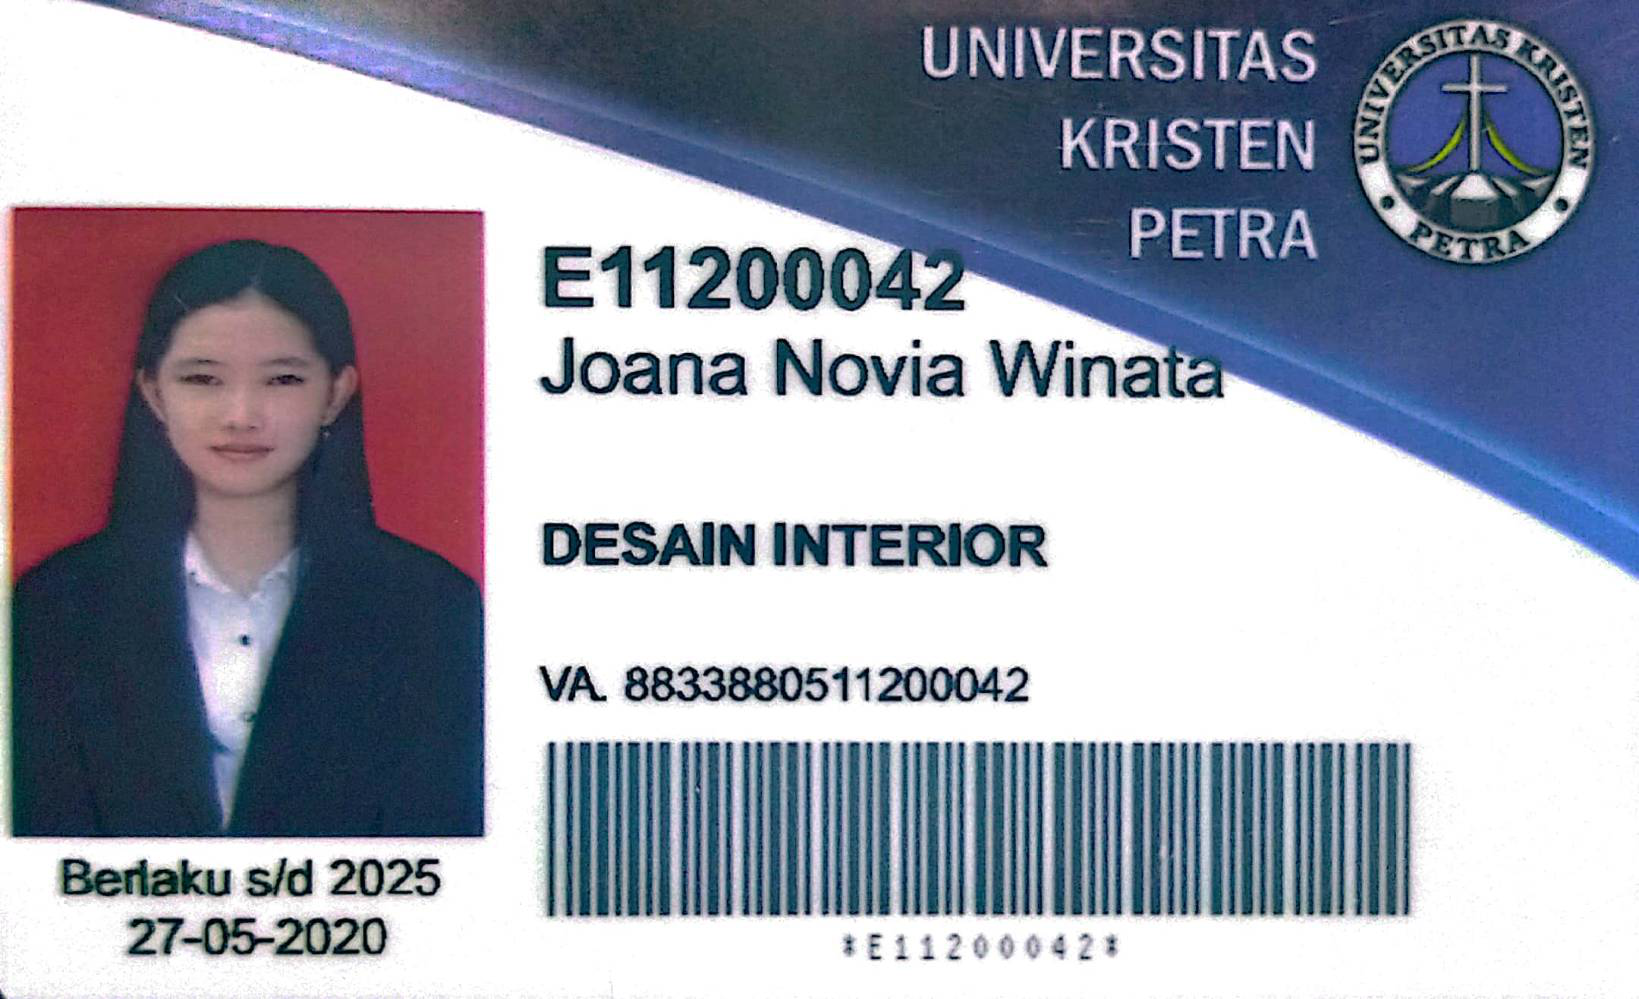 UNIVERSITAS
KRISTEN
PETRA
UNIVERSITAS KRISTEN
PETRA
E11200042
Joana Novia Winata
DESAIN INTERIOR
VA. 8833880511200042
*E11200042*
Berlaku s/d 2025
27-05-2020